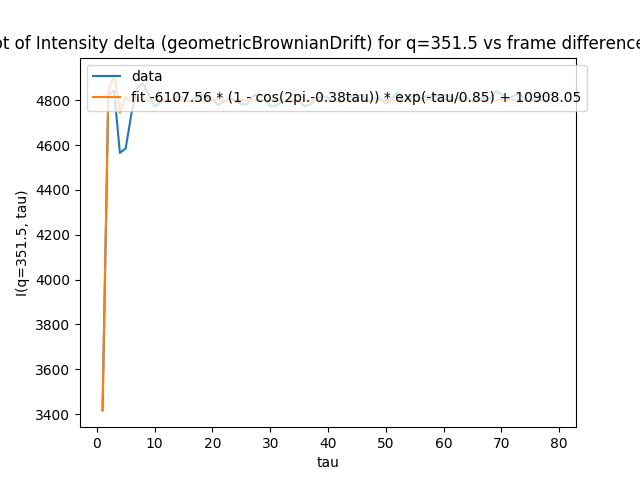 ot of Intensity delta (geometricBrownianDrift) for q=351.5 vs frame difference
data
fit -6107.56 * (1 - cos(2pi.-0.38tau)) * exp(-tau/0.85) + 10908.05
4800
4600
4400
4200
4000
3800
3600
3400
I(q=351.5, tau)
0 10 20 30 40 50 60 70 80
tau